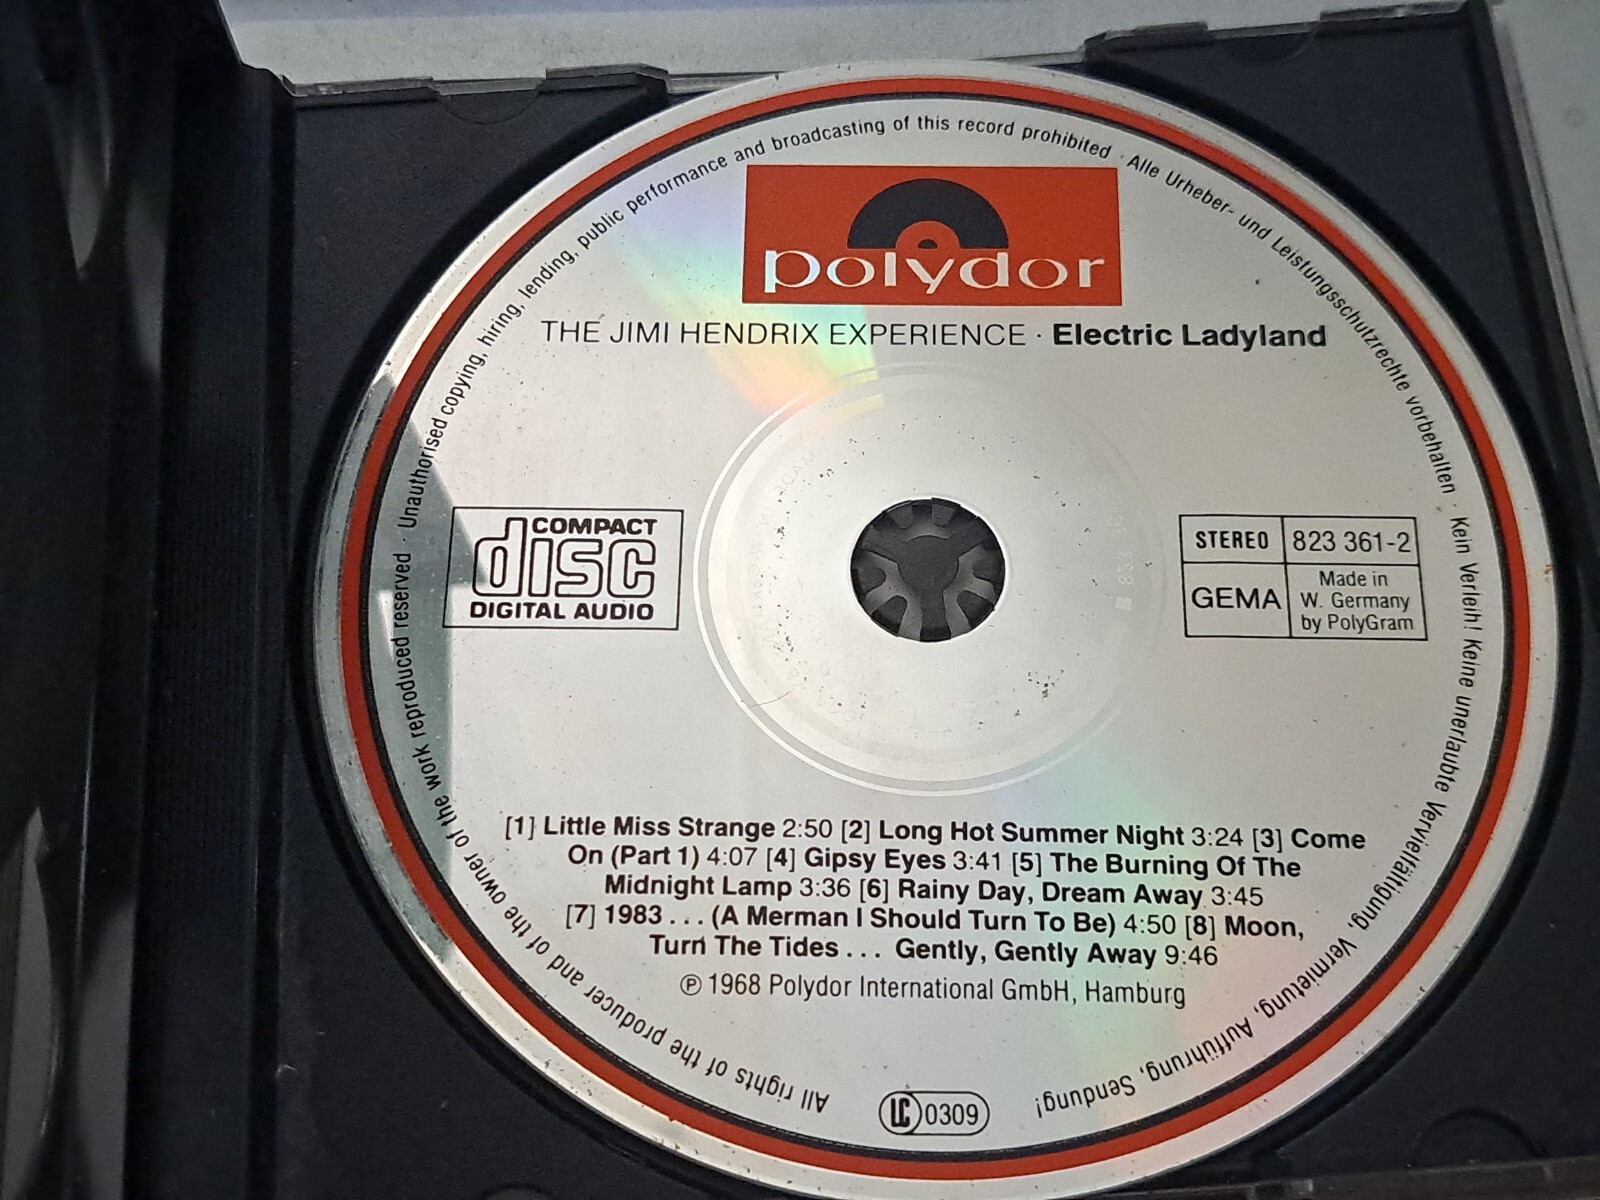 Unauthorised copying, hiring, lending, public performance and broadcasting of this record prohibited · Alle Urheber- und Leistungsschutzrechte vorbehalten · Kein Verleih! Keine unerlaubte Vervielfältigung, Vermietung, Aufführung, Sendung!
polydor
THE JIMI HENDRIX EXPERIENCE · Electric Ladyland
COMPACT
disc
DIGITAL AUDIO
STEREO 823 361-2
GEMA
Made in
W. Germany
by PolyGram
[1] Little Miss Strange 2:50 [2] Long Hot Summer Night 3:24 [3] Come
On (Part 1) 4:07 [4] Gipsy Eyes 3:41 [5] The Burning Of The
Midnight Lamp 3:36 [6] Rainy Day, Dream Away 3:45
[7] 1983 ... (A Merman I Should Turn To Be) 4:50 [8] Moon,
Turn The Tides ... Gently, Gently Away 9:46
℗ 1968 Polydor International GmbH, Hamburg
All rights of the producer and of the owner of the work reproduced reserved ·
LC 0309